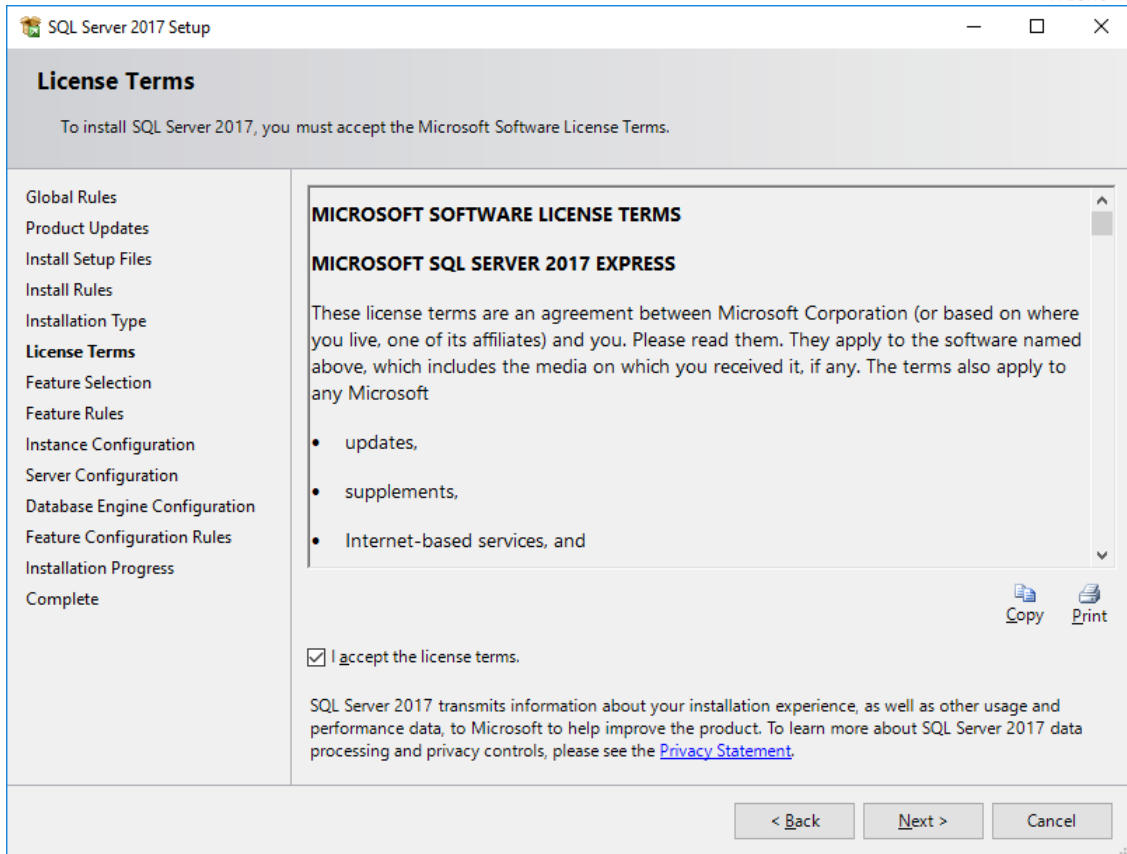 SQL Server 2017 Setup
License Terms
To install SQL Server 2017, you must accept the Microsoft Software License Terms.
Global Rules
Product Updates
Install Setup Files
Install Rules
Installation Type
License Terms
Feature Selection
Feature Rules
Instance Configuration
Server Configuration
Database Engine Configuration
Feature Configuration Rules
Installation Progress
Complete
MICROSOFT SOFTWARE LICENSE TERMS
MICROSOFT SQL SERVER 2017 EXPRESS
These license terms are an agreement between Microsoft Corporation (or based on where
you live, one of its affiliates) and you. Please read them. They apply to the software named
above, which includes the media on which you received it, if any. The terms also apply to
any Microsoft
• updates,
• supplements,
• Internet-based services, and
Copy Print
I accept the license terms.
SQL Server 2017 transmits information about your installation experience, as well as other usage and
performance data, to Microsoft to help improve the product. To learn more about SQL Server 2017 data
processing and privacy controls, please see the Privacy Statement.
< Back Next > Cancel